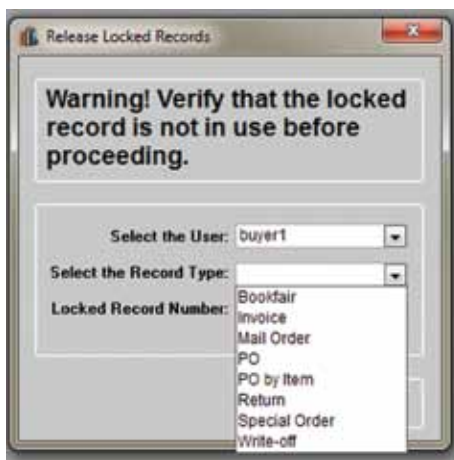 Release Locked Records
Warning! Verify that the locked
record is not in use before
proceeding.
Select the User: buyer1
Select the Record Type:
Locked Record Number:
Bookfair
Invoice
Mail Order
PO
PO by Item
Return
Special Order
Write-off